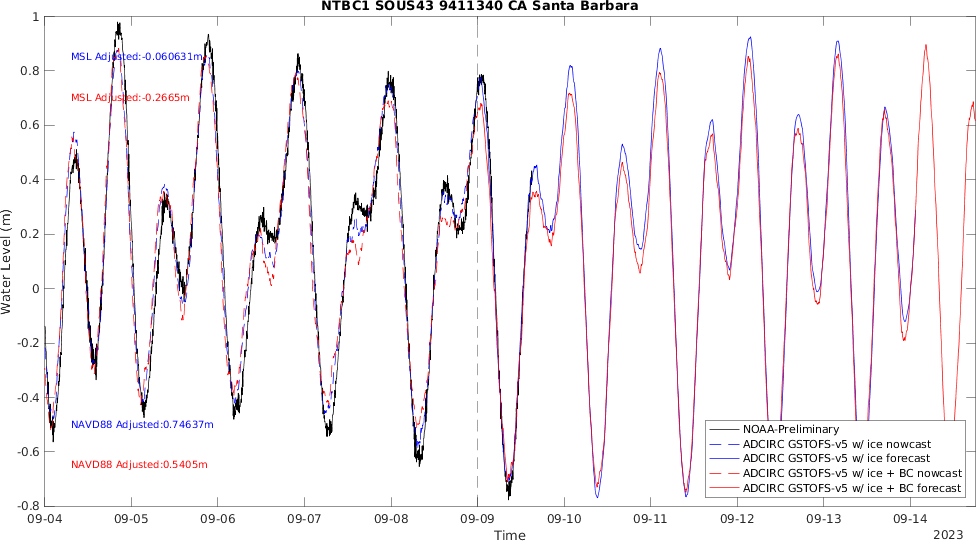 NTBC1 SOUS43 9411340 CA Santa Barbara
1
0.8
0.6
0.4
0.2
0
-0.2
-0.4
-0.6
-0.8
Water Level (m)
MSL Adjusted:-0.060631m
MSL Adjusted:-0.2665m
NAVD88 Adjusted:0.74637m
NAVD88 Adjusted:0.5405m
NOAA-Preliminary
ADCIRC GSTOFS-v5 w/ ice nowcast
ADCIRC GSTOFS-v5 w/ ice forecast
ADCIRC GSTOFS-v5 w/ ice + BC nowcast
ADCIRC GSTOFS-v5 w/ ice + BC forecast
09-04 09-05 09-06 09-07 09-08 09-09 09-10 09-11 09-12 09-13 09-14
Time
2023